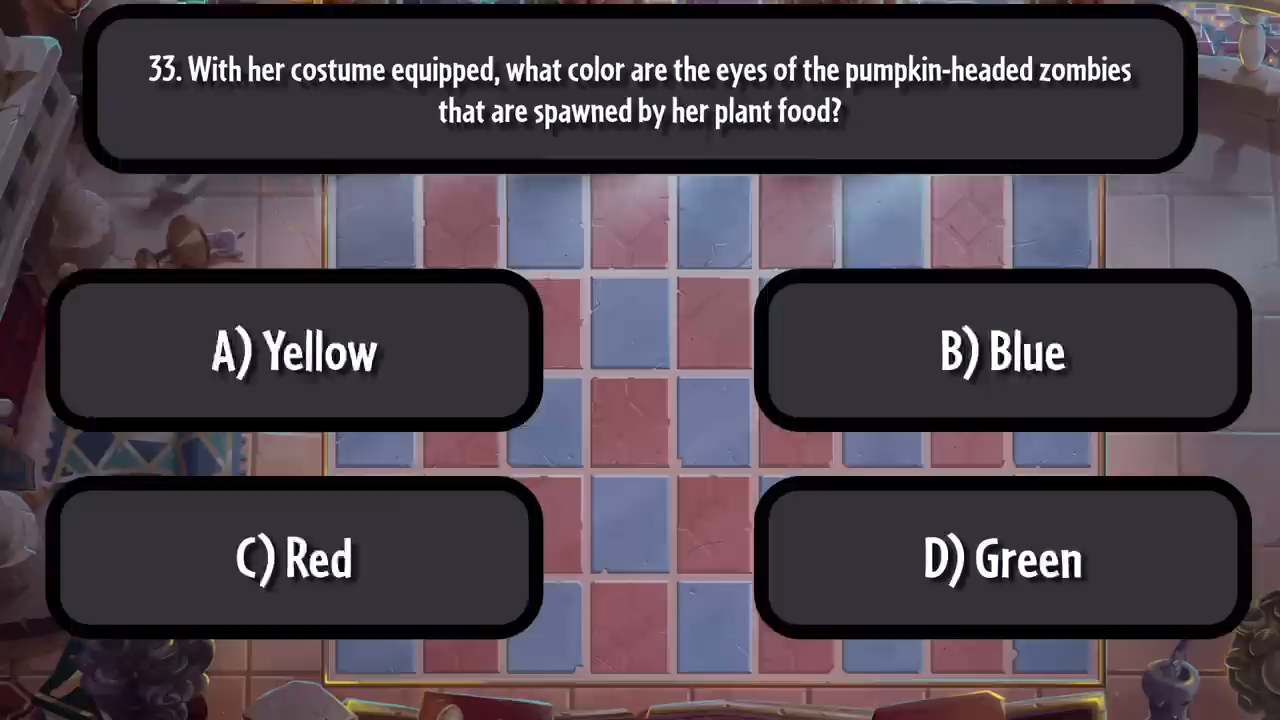 33. With her costume equipped, what color are the eyes of the pumpkin-headed zombies
that are spawned by her plant food?
A) Yellow
B) Blue
C) Red
D) Green